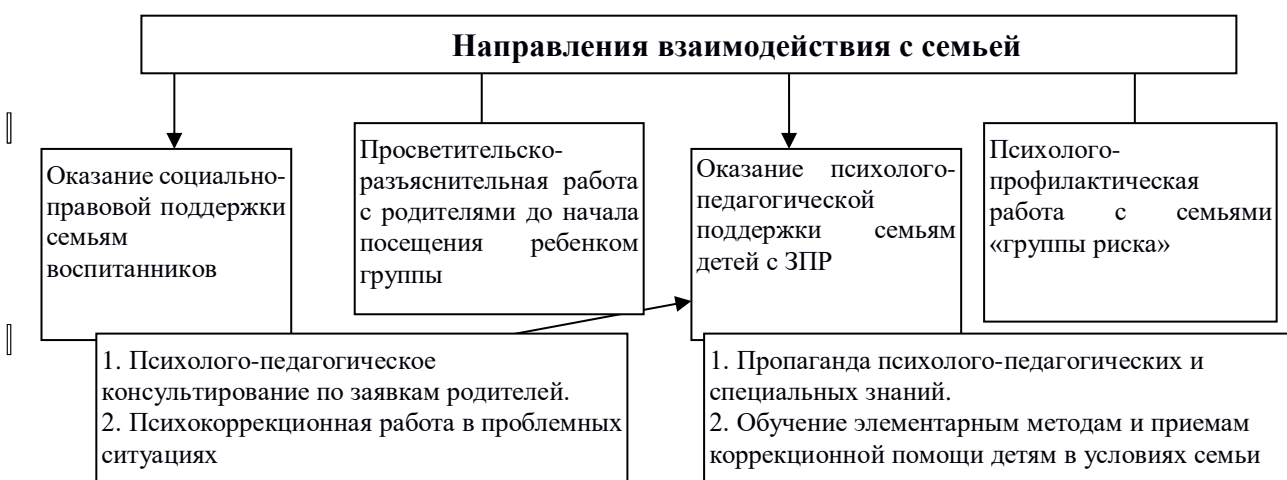 Направления взаимодействия с семьей
Оказание социально-
правовой поддержки
семьям
воспитанников
Просветительско-
разъяснительная работа
с родителями до начала
посещения ребенком
группы
Оказание психолого-
педагогической
поддержки семьям
детей с ЗПР
Психолого-
профилактическая
работа с семьями
«группы риска»
1. Психолого-педагогическое
консультирование по заявкам родителей.
2. Психокоррекционная работа в проблемных
ситуациях
1. Пропаганда психолого-педагогических и
специальных знаний.
2. Обучение элементарным методам и приемам
коррекционной помощи детям в условиях семьи